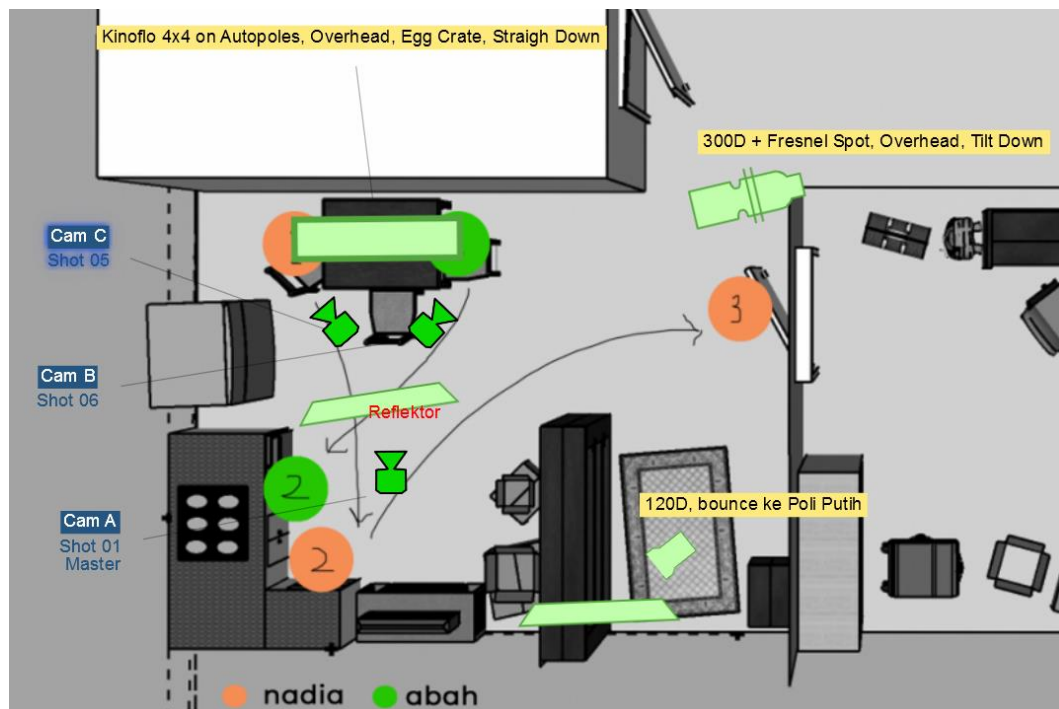 Kinoflo 4x4 on Autopoles, Overhead, Egg Crate, Straigh Down
300D + Fresnel Spot, Overhead, Tilt Down
Cam C
Shot 05
3
Cam B
Shot 06
Reflektor
2
120D, bounce ke Poli Putih
Cam A
Shot 01
Master
2
nadia
abah